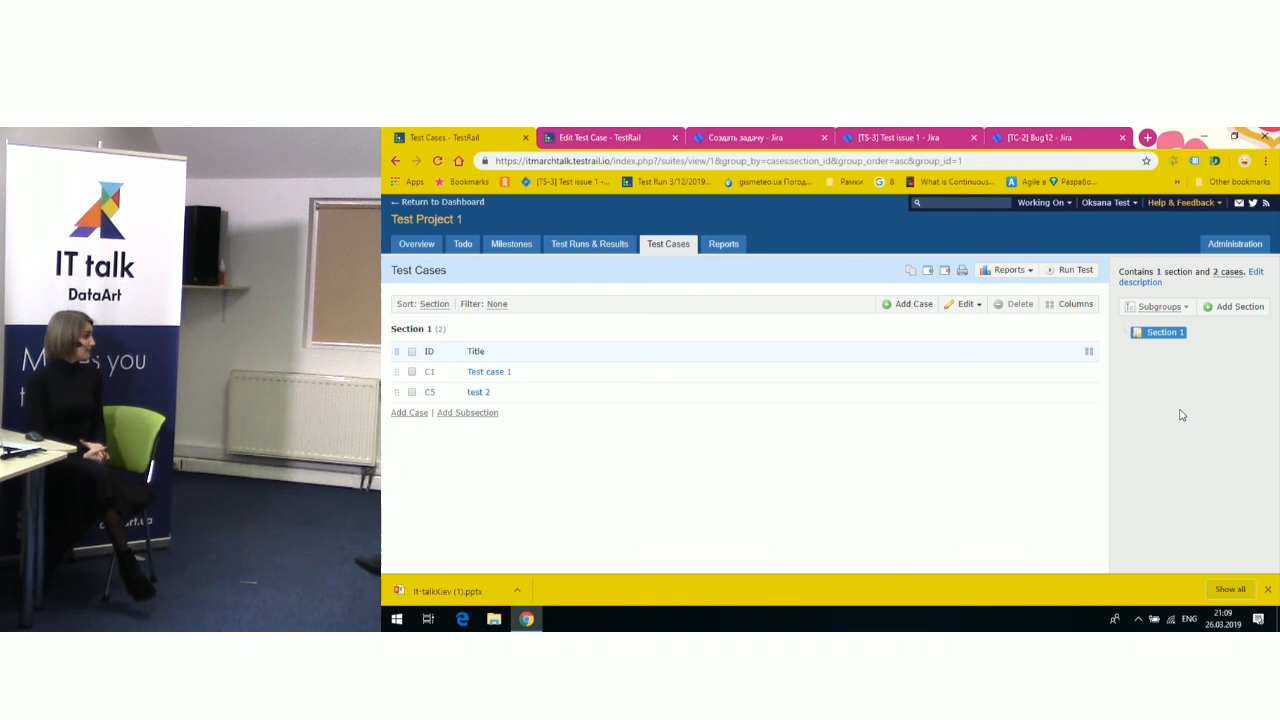 IT talk
DataArt
M
es you
t
art.ua
Test Cases - TestRail
Edit Test Case - TestRail
Создать задачу - Jira
[TS-3] Test issue 1 - Jira
[TC-2] Bug12 - Jira
https://itmarchtalk.testrail.io/index.php?/suites/view/1&group_by=cases:section_id&group_order=asc&group_id=1
Apps
Bookmarks
8
[TS-3] Test issue 1 -...
Test Run 3/12/2019...
gismeteo.ua Погод...
Рамки
8
What is Continuous...
Agile в
Разрабо...
»
Other bookmarks
← Return to Dashboard
Working On
Oksana Test
Help & Feedback
Test Project 1
Overview
Todo
Milestones
Test Runs & Results
Test Cases
Reports
Administration
Test Cases
Reports
Run Test
Contains 1 section and 2 cases. Edit
description
Sort: Section
Filter: None
Add Case
Edit
Delete
Columns
Subgroups
Add Section
Section 1 (2)
Section 1
ID
Title
C1
Test case 1
C5
test 2
Add Case | Add Subsection
It-talkKiev (1).pptx
Show all
ENG
21:09
26.03.2019